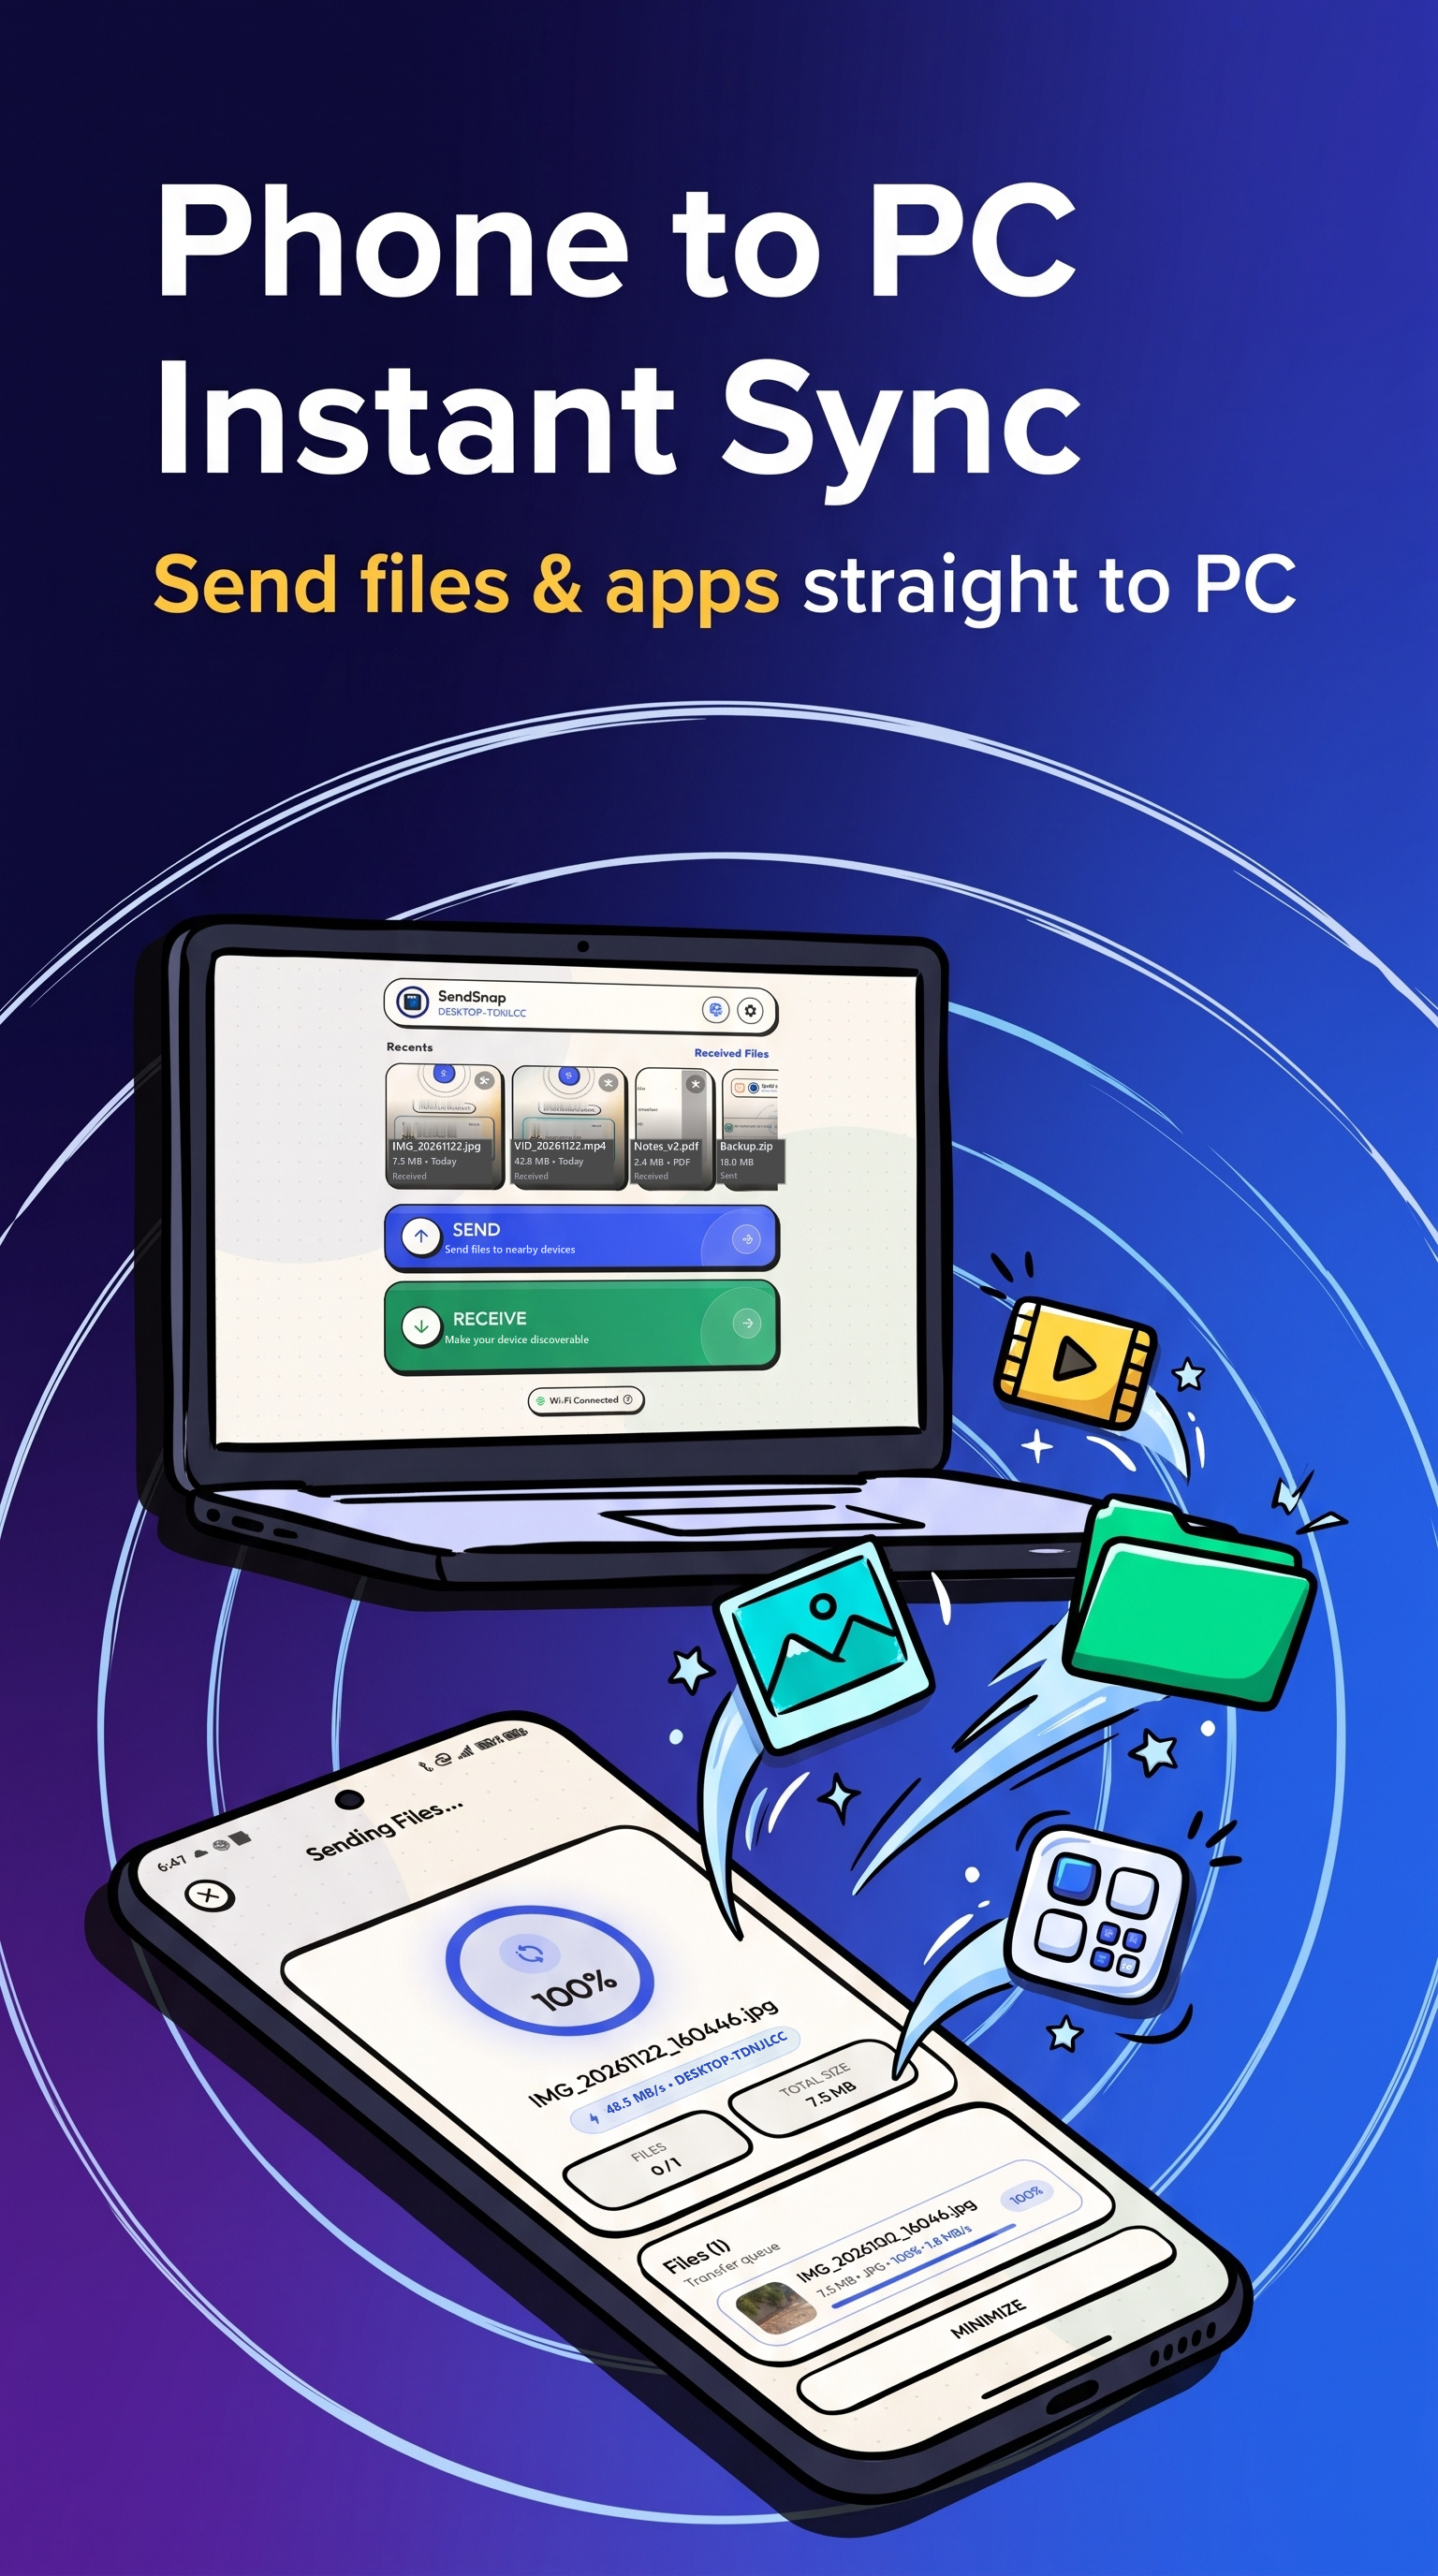 Phone to PC
Instant Sync
Send files & apps straight to PC
SendSnap
DESKTOP-TDNJLCC
Recents
Received Files
IMG_20261122.jpg
7.5 MB • Today
Received
VID_20261122.mp4
42.8 MB • Today
Received
Notes_v2.pdf
2.4 MB • PDF
Received
Backup.zip
18.0 MB
Sent
SEND
Send files to nearby devices
RECEIVE
Make your device discoverable
Wi-Fi Connected
6:47
Sending Files...
100%
IMG_20261122_160446.jpg
48.5 MB/s • DESKTOP-TDNJLCC
FILES
0/1
TOTAL SIZE
7.5 MB
Files (1)
Transfer queue
7.5 MB • JPG • 100% • 1.8 MB/s
100%
MINIMIZE